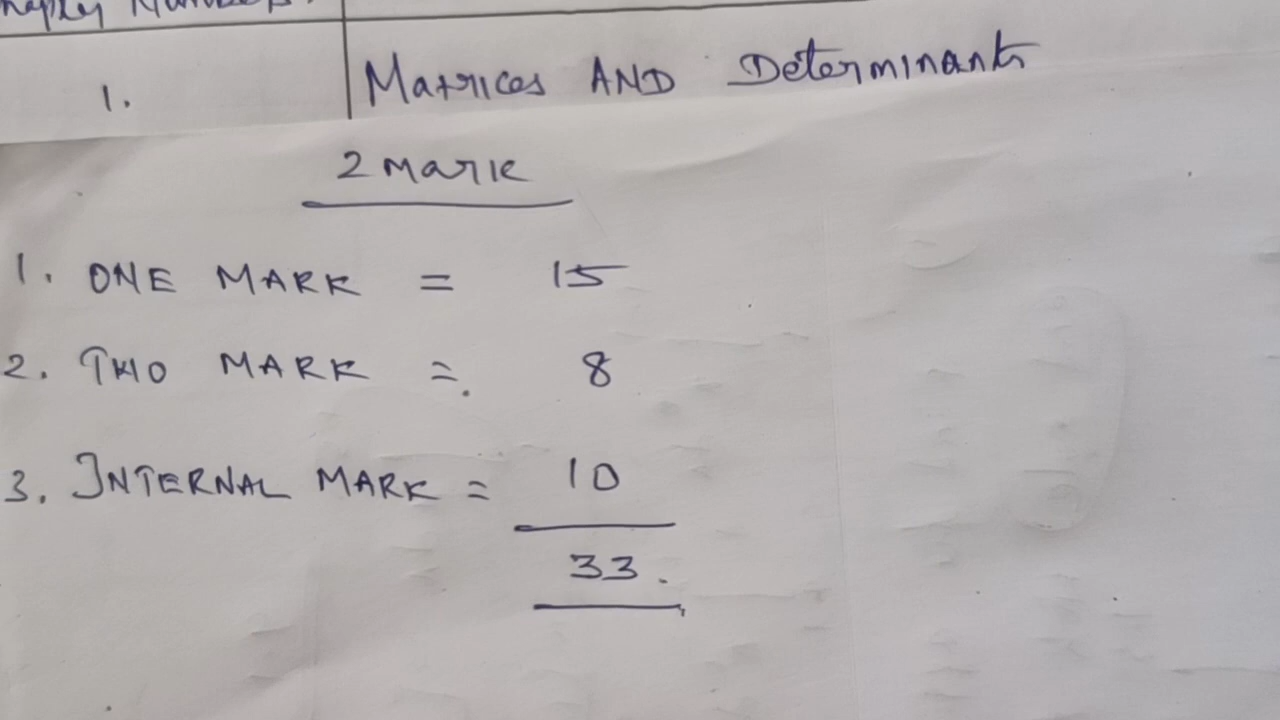 1. Matrices AND Determinants
2 Mark
1. ONE MARK = 15
2. TWO MARK = 8
3. INTERNAL MARK = 10
33.